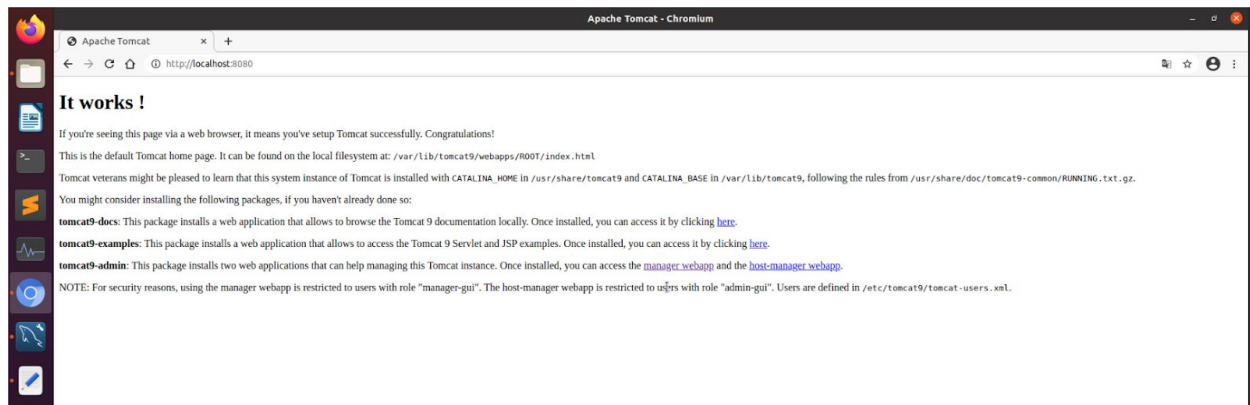 Apache Tomcat - Chromium
Apache Tomcat
http://localhost:8080
It works !
If you're seeing this page via a web browser, it means you've setup Tomcat successfully. Congratulations!
This is the default Tomcat home page. It can be found on the local filesystem at: /var/lib/tomcat9/webapps/ROOT/index.html
Tomcat veterans might be pleased to learn that this system instance of Tomcat is installed with CATALINA_HOME in /usr/share/tomcat9 and CATALINA_BASE in /var/lib/tomcat9, following the rules from /usr/share/doc/tomcat9-common/RUNNING.txt.gz.
You might consider installing the following packages, if you haven't already done so:
tomcat9-docs: This package installs a web application that allows to browse the Tomcat 9 documentation locally. Once installed, you can access it by clicking here.
tomcat9-examples: This package installs a web application that allows to access the Tomcat 9 Servlet and JSP examples. Once installed, you can access it by clicking here.
tomcat9-admin: This package installs two web applications that can help managing this Tomcat instance. Once installed, you can access the manager webapp and the host-manager webapp.
NOTE: For security reasons, using the manager webapp is restricted to users with role "manager-gui". The host-manager webapp is restricted to users with role "admin-gui". Users are defined in /etc/tomcat9/tomcat-users.xml.